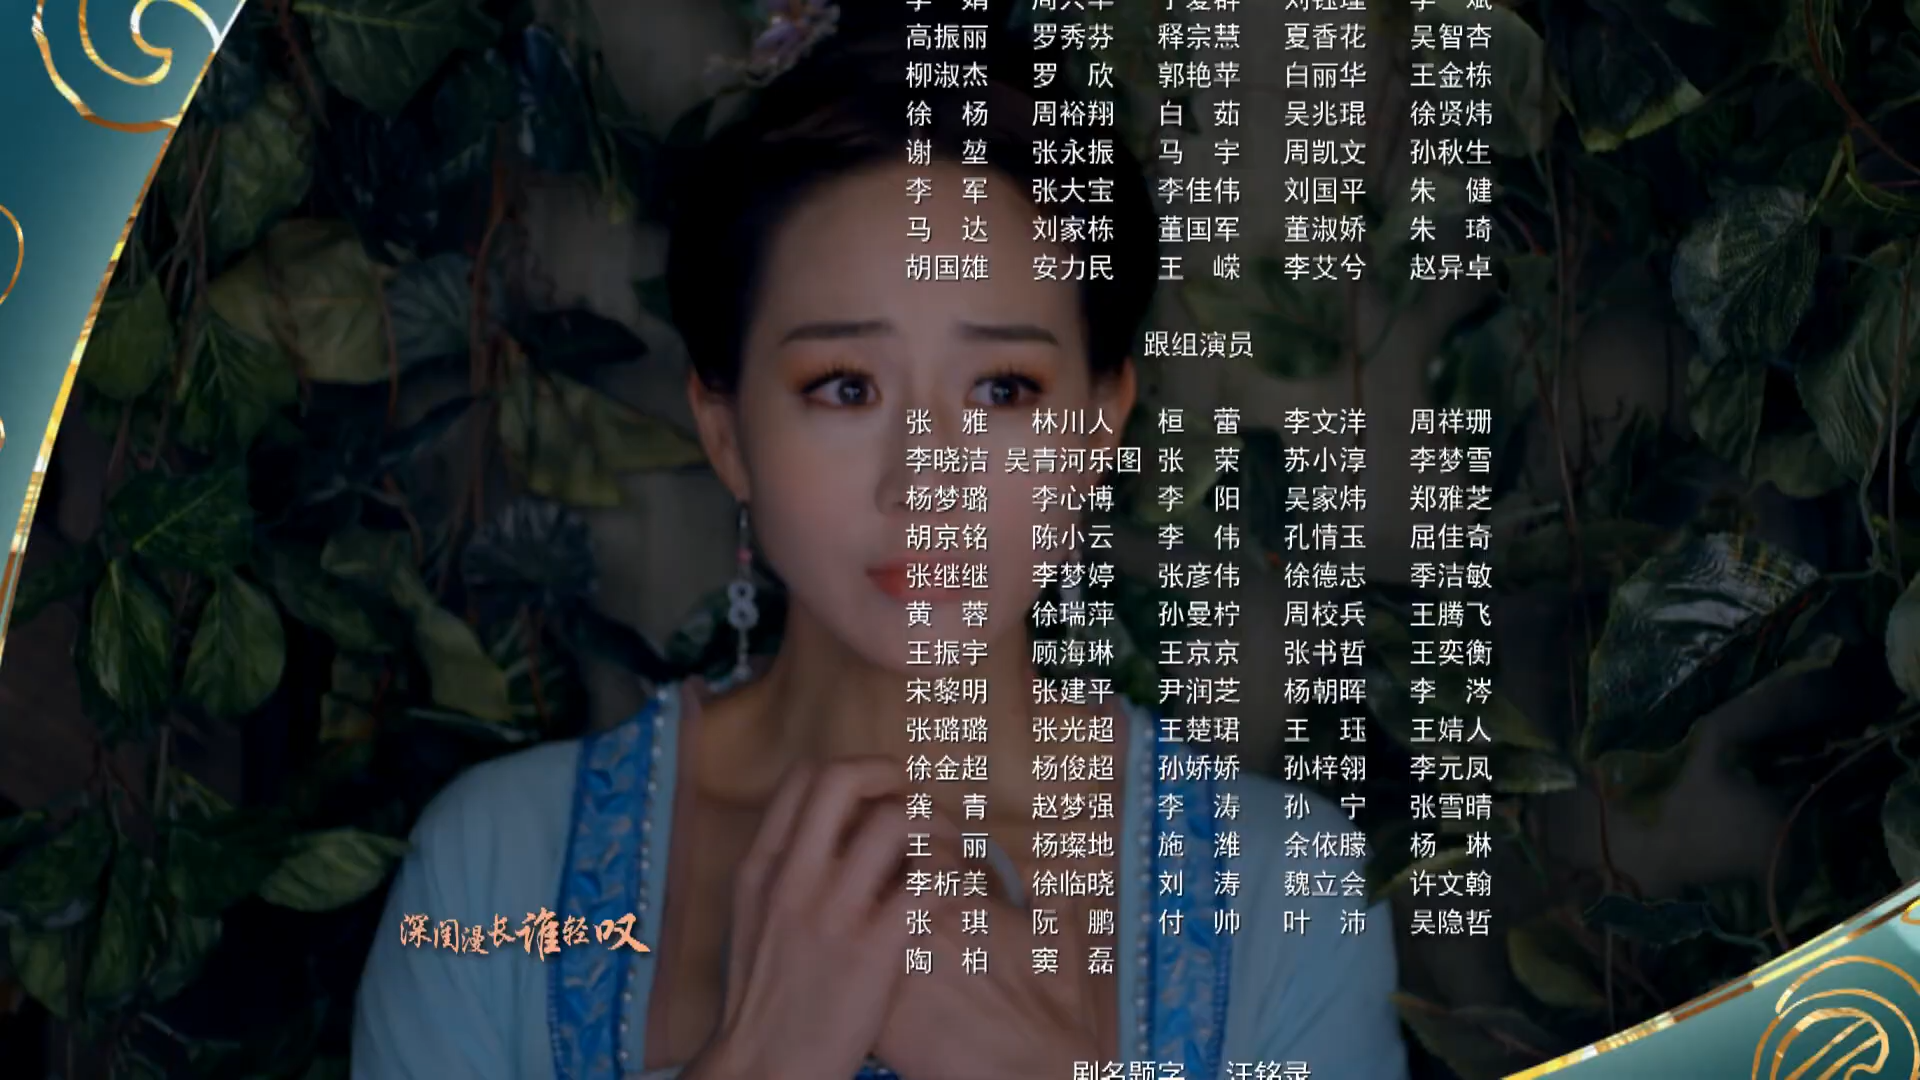 高振丽 罗秀芬 释宗慧 夏香花 吴智杏
柳淑杰 罗 欣 郭艳苹 白丽华 王金栋
徐 杨 周裕翔 白 茹 吴兆琨 徐贤炜
谢 堃 张永振 马 宇 周凯文 孙秋生
李 军 张大宝 李佳伟 刘国平 朱 健
马 达 刘家栋 董国军 董淑娇 朱 琦
胡国雄 安力民 王 嵘 李艾兮 赵异卓
跟组演员
张 雅 林川人 桓 蕾 李文洋 周祥珊
李晓洁 吴青河乐图 张 荣 苏小淳 李梦雪
杨梦璐 李心博 李 阳 吴家炜 郑雅芝
胡京铭 陈小云 李 伟 孔情玉 屈佳奇
张继继 李梦婷 张彦伟 徐德志 季洁敏
黄 蓉 徐瑞萍 孙曼柠 周校兵 王腾飞
王振宇 顾海琳 王京京 张书哲 王奕衡
宋黎明 张建平 尹润芝 杨朝晖 李 涔
张璐璐 张光超 王楚珺 王 珏 王婧人
徐金超 杨俊超 孙娇娇 孙梓翎 李元凤
龚 青 赵梦强 李 涛 孙 宁 张雪晴
王 丽 杨璨地 施 潍 余依朦 杨 琳
李析美 徐临晓 刘 涛 魏立会 许文翰
张 琪 阮 鹏 付 帅 叶 沛 吴隐哲
深闺漫长谁轻叹
陶 柏 窦 磊
剧名题字 汪铭录